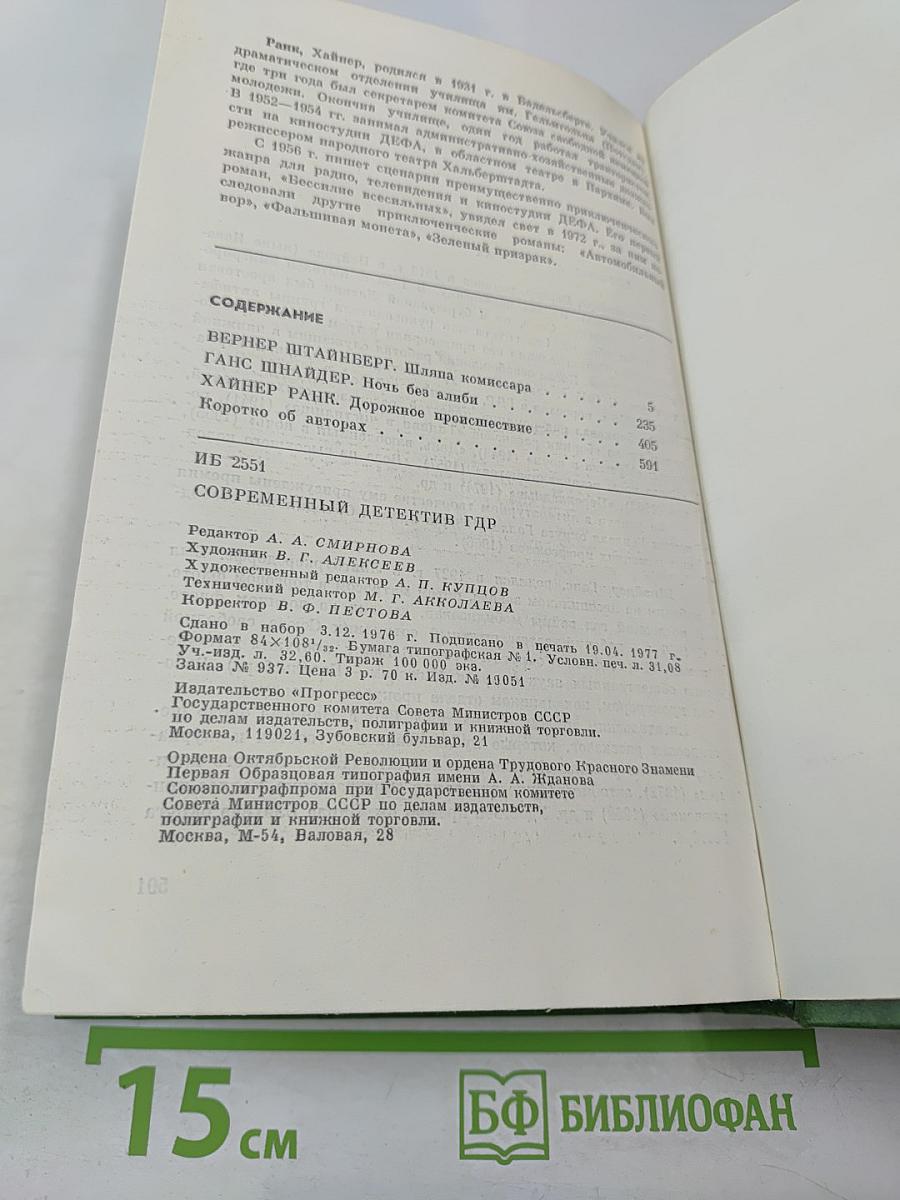 Ранк, Хайнер, родился в 1931 г. в Бабельсберге. Учился на
драматическом отделении училища им. Гельмгольца (Потсдам),
где три года был секретарем комитета Союза свободной немецкой
молодежи. Окончив училище, один год работал трактористом.
В 1952—1954 гг. занимал административно-хозяйственные должно-
сти на киностудии ДЕФА, в областном театре в Пархиме, был
режиссером народного театра Хальберштадта.
С 1956 г. пишет сценарии преимущественно приключенческого
жанра для радио, телевидения и киностудии ДЕФА. Его первый
роман, «Бессилие всесильных», увидел свет в 1972 г., за ним по-
следовали другие приключенческие романы: «Автомобильный
вор», «Фальшивая монета», «Зеленый призрак».
СОДЕРЖАНИЕ
ВЕРНЕР ШТАЙНБЕРГ. Шляпа комиссара . . . . . 5
ГАНС ШНАЙДЕР. Ночь без алиби . . . . . . . 235
ХАЙНЕР РАНК. Дорожное происшествие . . . . . 405
Коротко об авторах . . . . . . . . . . . . 591
ИБ 2551
СОВРЕМЕННЫЙ ДЕТЕКТИВ ГДР
Редактор А. А. СМИРНОВА
Художник В. Г. АЛЕКСЕЕВ
Художественный редактор А. П. КУПЦОВ
Технический редактор М. Г. АККОЛАЕВА
Корректор В. Ф. ПЕСТОВА
Сдано в набор 3.12. 1976 г. Подписано в печать 19.04. 1977 г.
Формат 84×108¹/₃₂. Бумага типографская № 1. Условн. печ. л. 31,08
Уч.-изд. л. 32,60. Тираж 100 000 экз.
Заказ № 937. Цена 3 р. 70 к. Изд. № 19051
Издательство «Прогресс»
Государственного комитета Совета Министров СССР
по делам издательств, полиграфии и книжной торговли.
Москва, 119021, Зубовский бульвар, 21
Ордена Октябрьской Революции и ордена Трудового Красного Знамени
Первая Образцовая типография имени А. А. Жданова
Союзполиграфпрома при Государственном комитете
Совета Министров СССР по делам издательств,
полиграфии и книжной торговли.
Москва, М-54, Валовая, 28
15 см
БФ БИБЛИОФАН